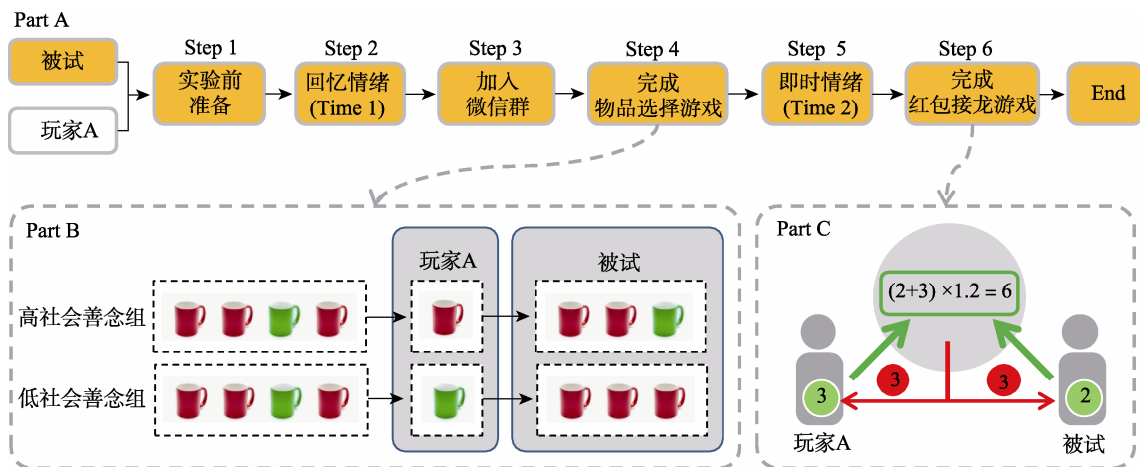 Part A
被试
玩家A
Step 1
实验前
准备
Step 2
回忆情绪
(Time 1)
Step 3
加入
微信群
Step 4
完成
物品选择游戏
Step 5
即时情绪
(Time 2)
Step 6
完成
红包接龙游戏
End
Part B
玩家A
被试
高社会善念组
低社会善念组
Part C
(2+3) ×1.2 = 6
3
3
3
2
玩家A
被试